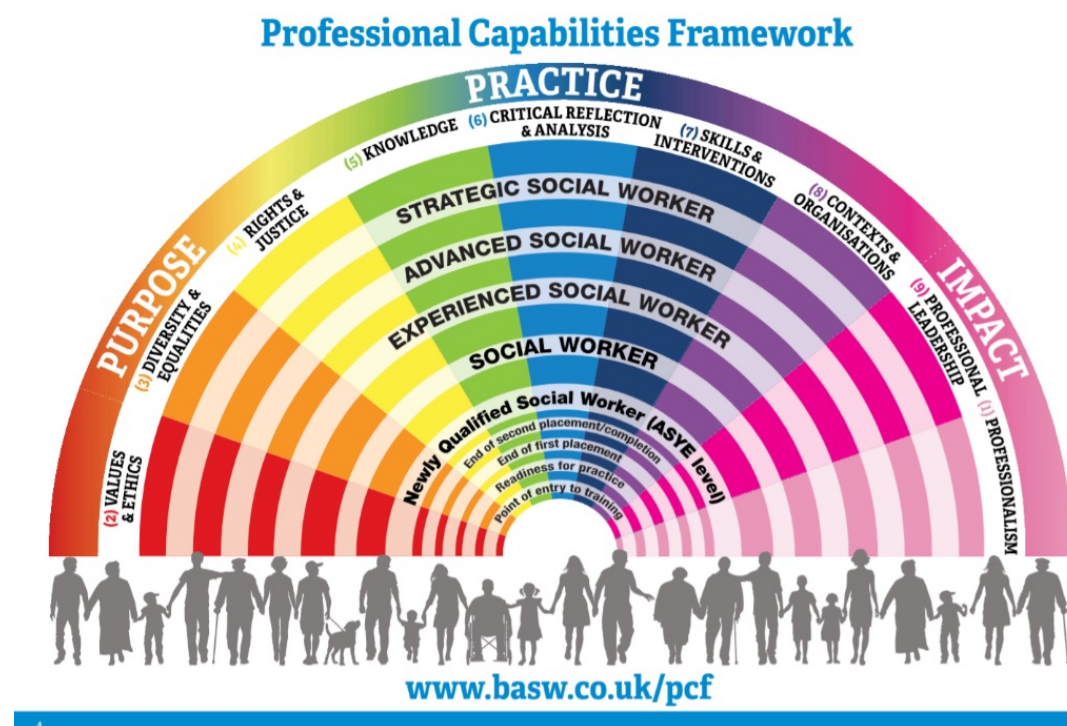 Professional Capabilities Framework
PURPOSE
PRACTICE
IMPACT
(2) VALUES
& ETHICS
(3) DIVERSITY &
EQUALITIES
(4) RIGHTS &
JUSTICE
(5) KNOWLEDGE
(6) CRITICAL REFLECTION
& ANALYSIS
(7) SKILLS &
INTERVENTIONS
(8) CONTEXTS &
ORGANISATIONS
(9) PROFESSIONAL
LEADERSHIP
(1) PROFESSIONALISM
STRATEGIC SOCIAL WORKER
ADVANCED SOCIAL WORKER
EXPERIENCED SOCIAL WORKER
SOCIAL WORKER
Newly Qualified Social Worker (ASYE level)
End of second placement/completion
End of first placement
Readiness for practice
Point of entry to training
www.basw.co.uk/pcf